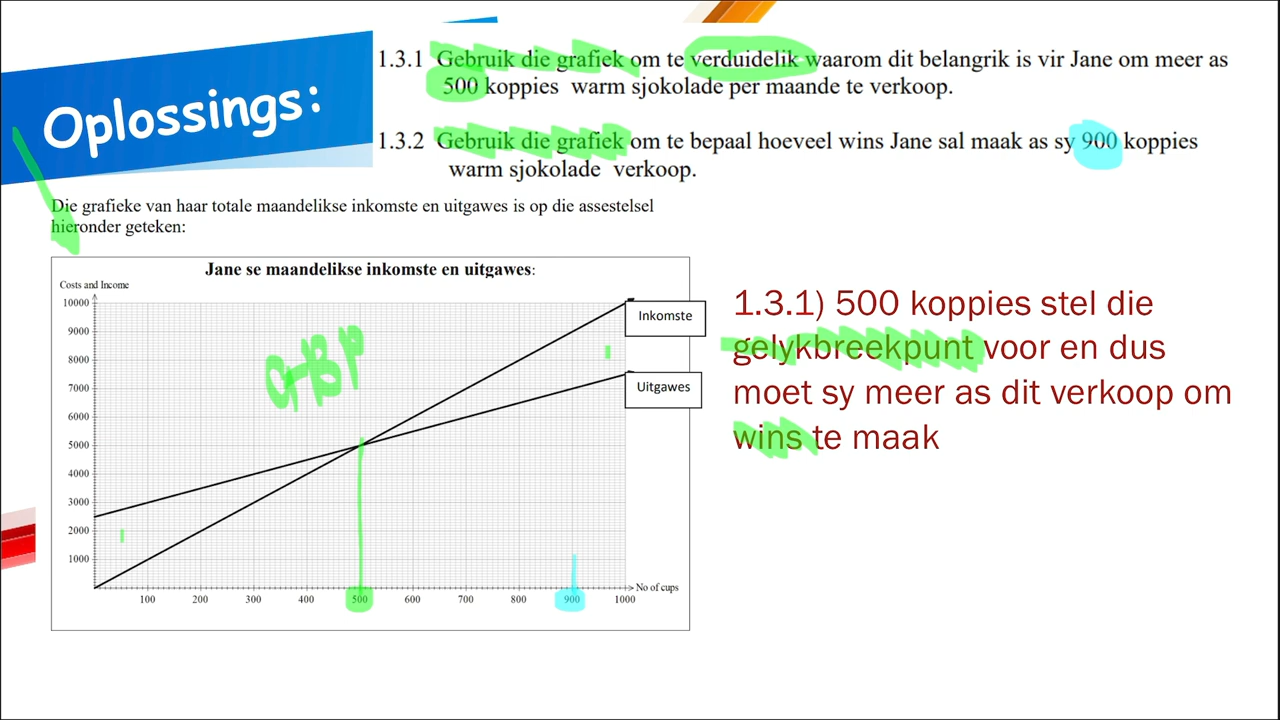 Oplossings:
1.3.1 Gebruik die grafiek om te verduidelik waarom dit belangrik is vir Jane om meer as
500 koppies warm sjokolade per maande te verkoop.
1.3.2 Gebruik die grafiek om te bepaal hoeveel wins Jane sal maak as sy 900 koppies
warm sjokolade verkoop.
Die grafieke van haar totale maandelikse inkomste en uitgawes is op die assestelsel
hieronder geteken:
Jane se maandelikse inkomste en uitgawes:
Costs and Income
10000
9000
8000
7000
6000
5000
4000
3000
2000
1000
GBP
Inkomste
Uitgawes
No of cups
100 200 300 400 500 600 700 800 900 1000
1.3.1) 500 koppies stel die
gelykbreekpunt voor en dus
moet sy meer as dit verkoop om
wins te maak